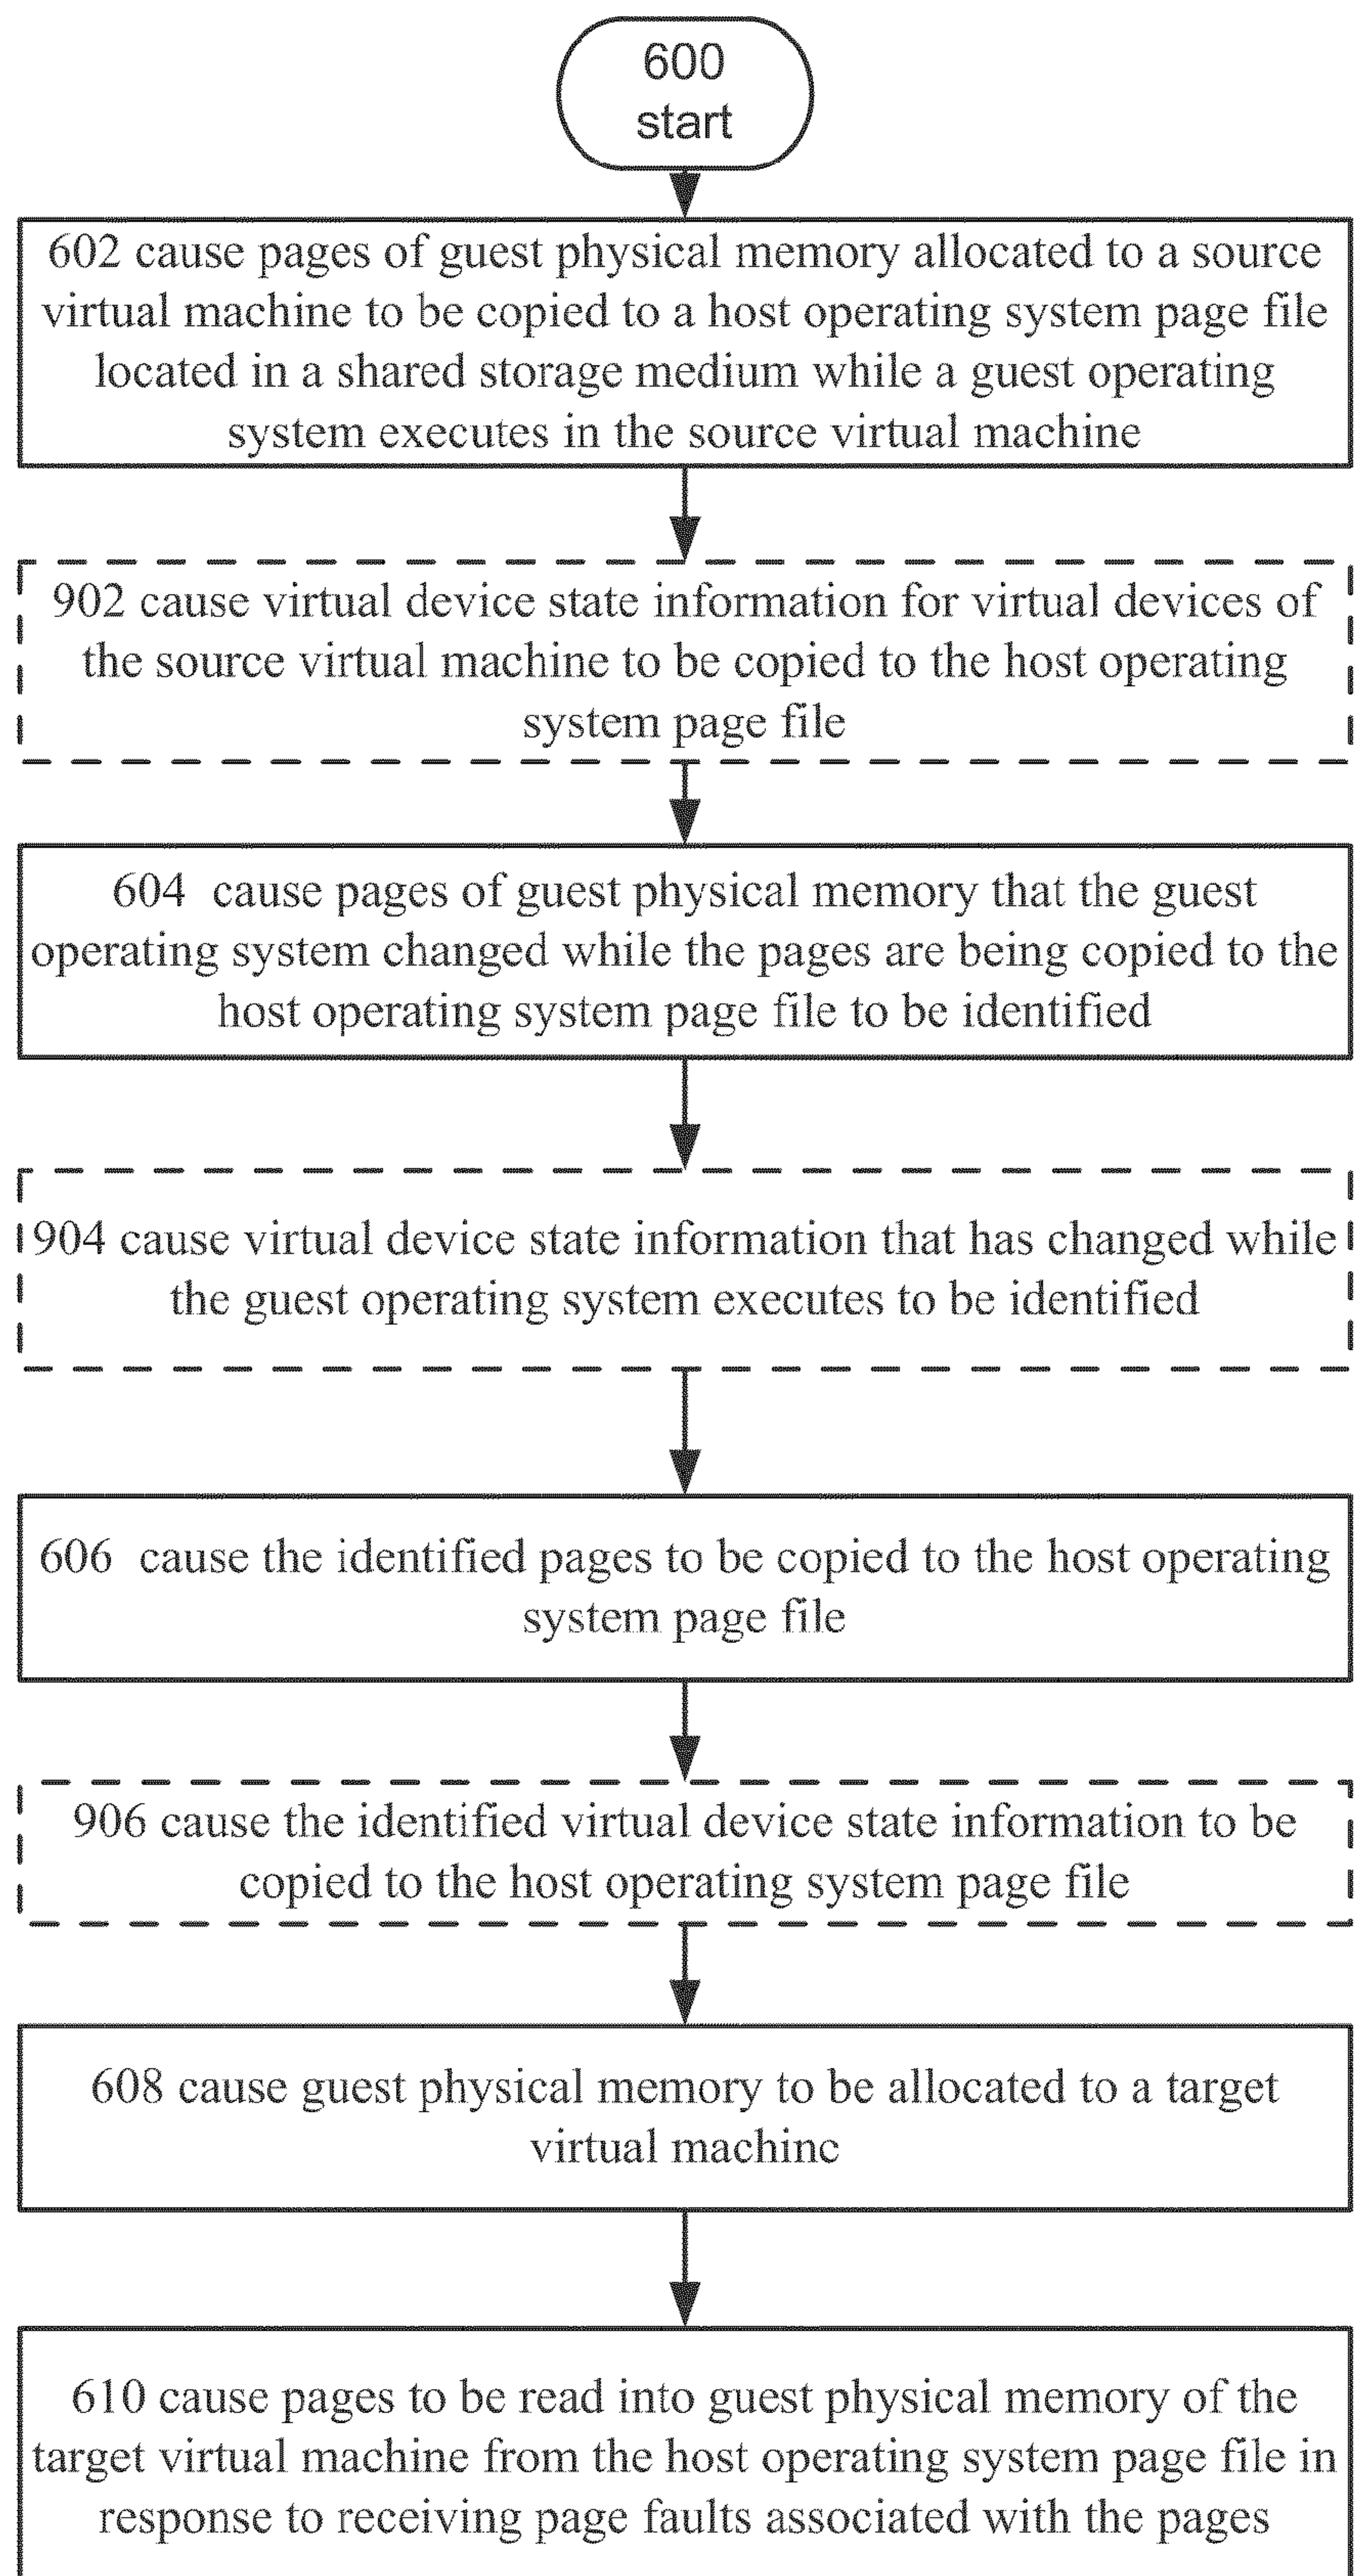 600
start
602 cause pages of guest physical memory allocated to a source
virtual machine to be copied to a host operating system page file
located in a shared storage medium while a guest operating
system executes in the source virtual machine
902 cause virtual device state information for virtual devices of
the source virtual machine to be copied to the host operating
system page file
604 cause pages of guest physical memory that the guest
operating system changed while the pages are being copied to the
host operating system page file to be identified
904 cause virtual device state information that has changed while
the guest operating system executes to be identified
606 cause the identified pages to be copied to the host operating
system page file
906 cause the identified virtual device state information to be
copied to the host operating system page file
608 cause guest physical memory to be allocated to a target
virtual machine
610 cause pages to be read into guest physical memory of the
target virtual machine from the host operating system page file in
response to receiving page faults associated with the pages